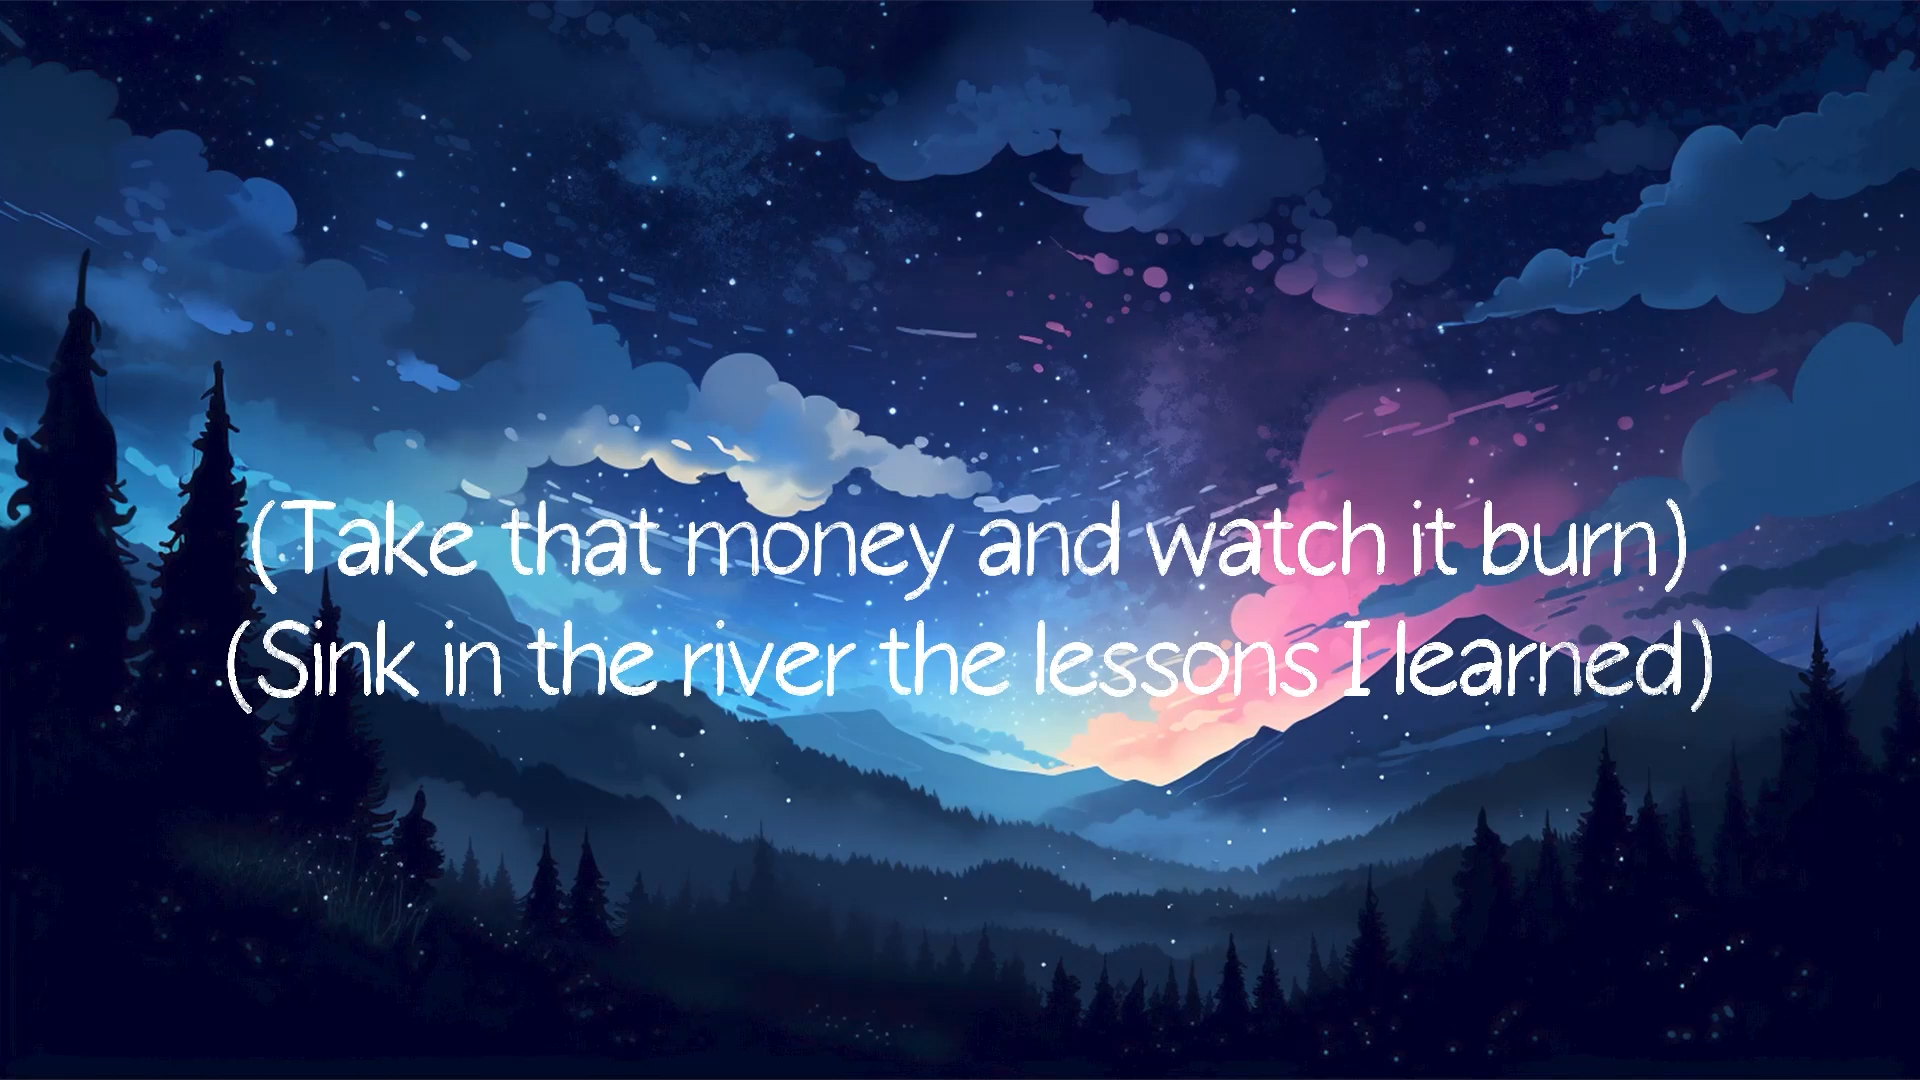 (Take that money and watch it burn)
(Sink in the river the lessons I learned)